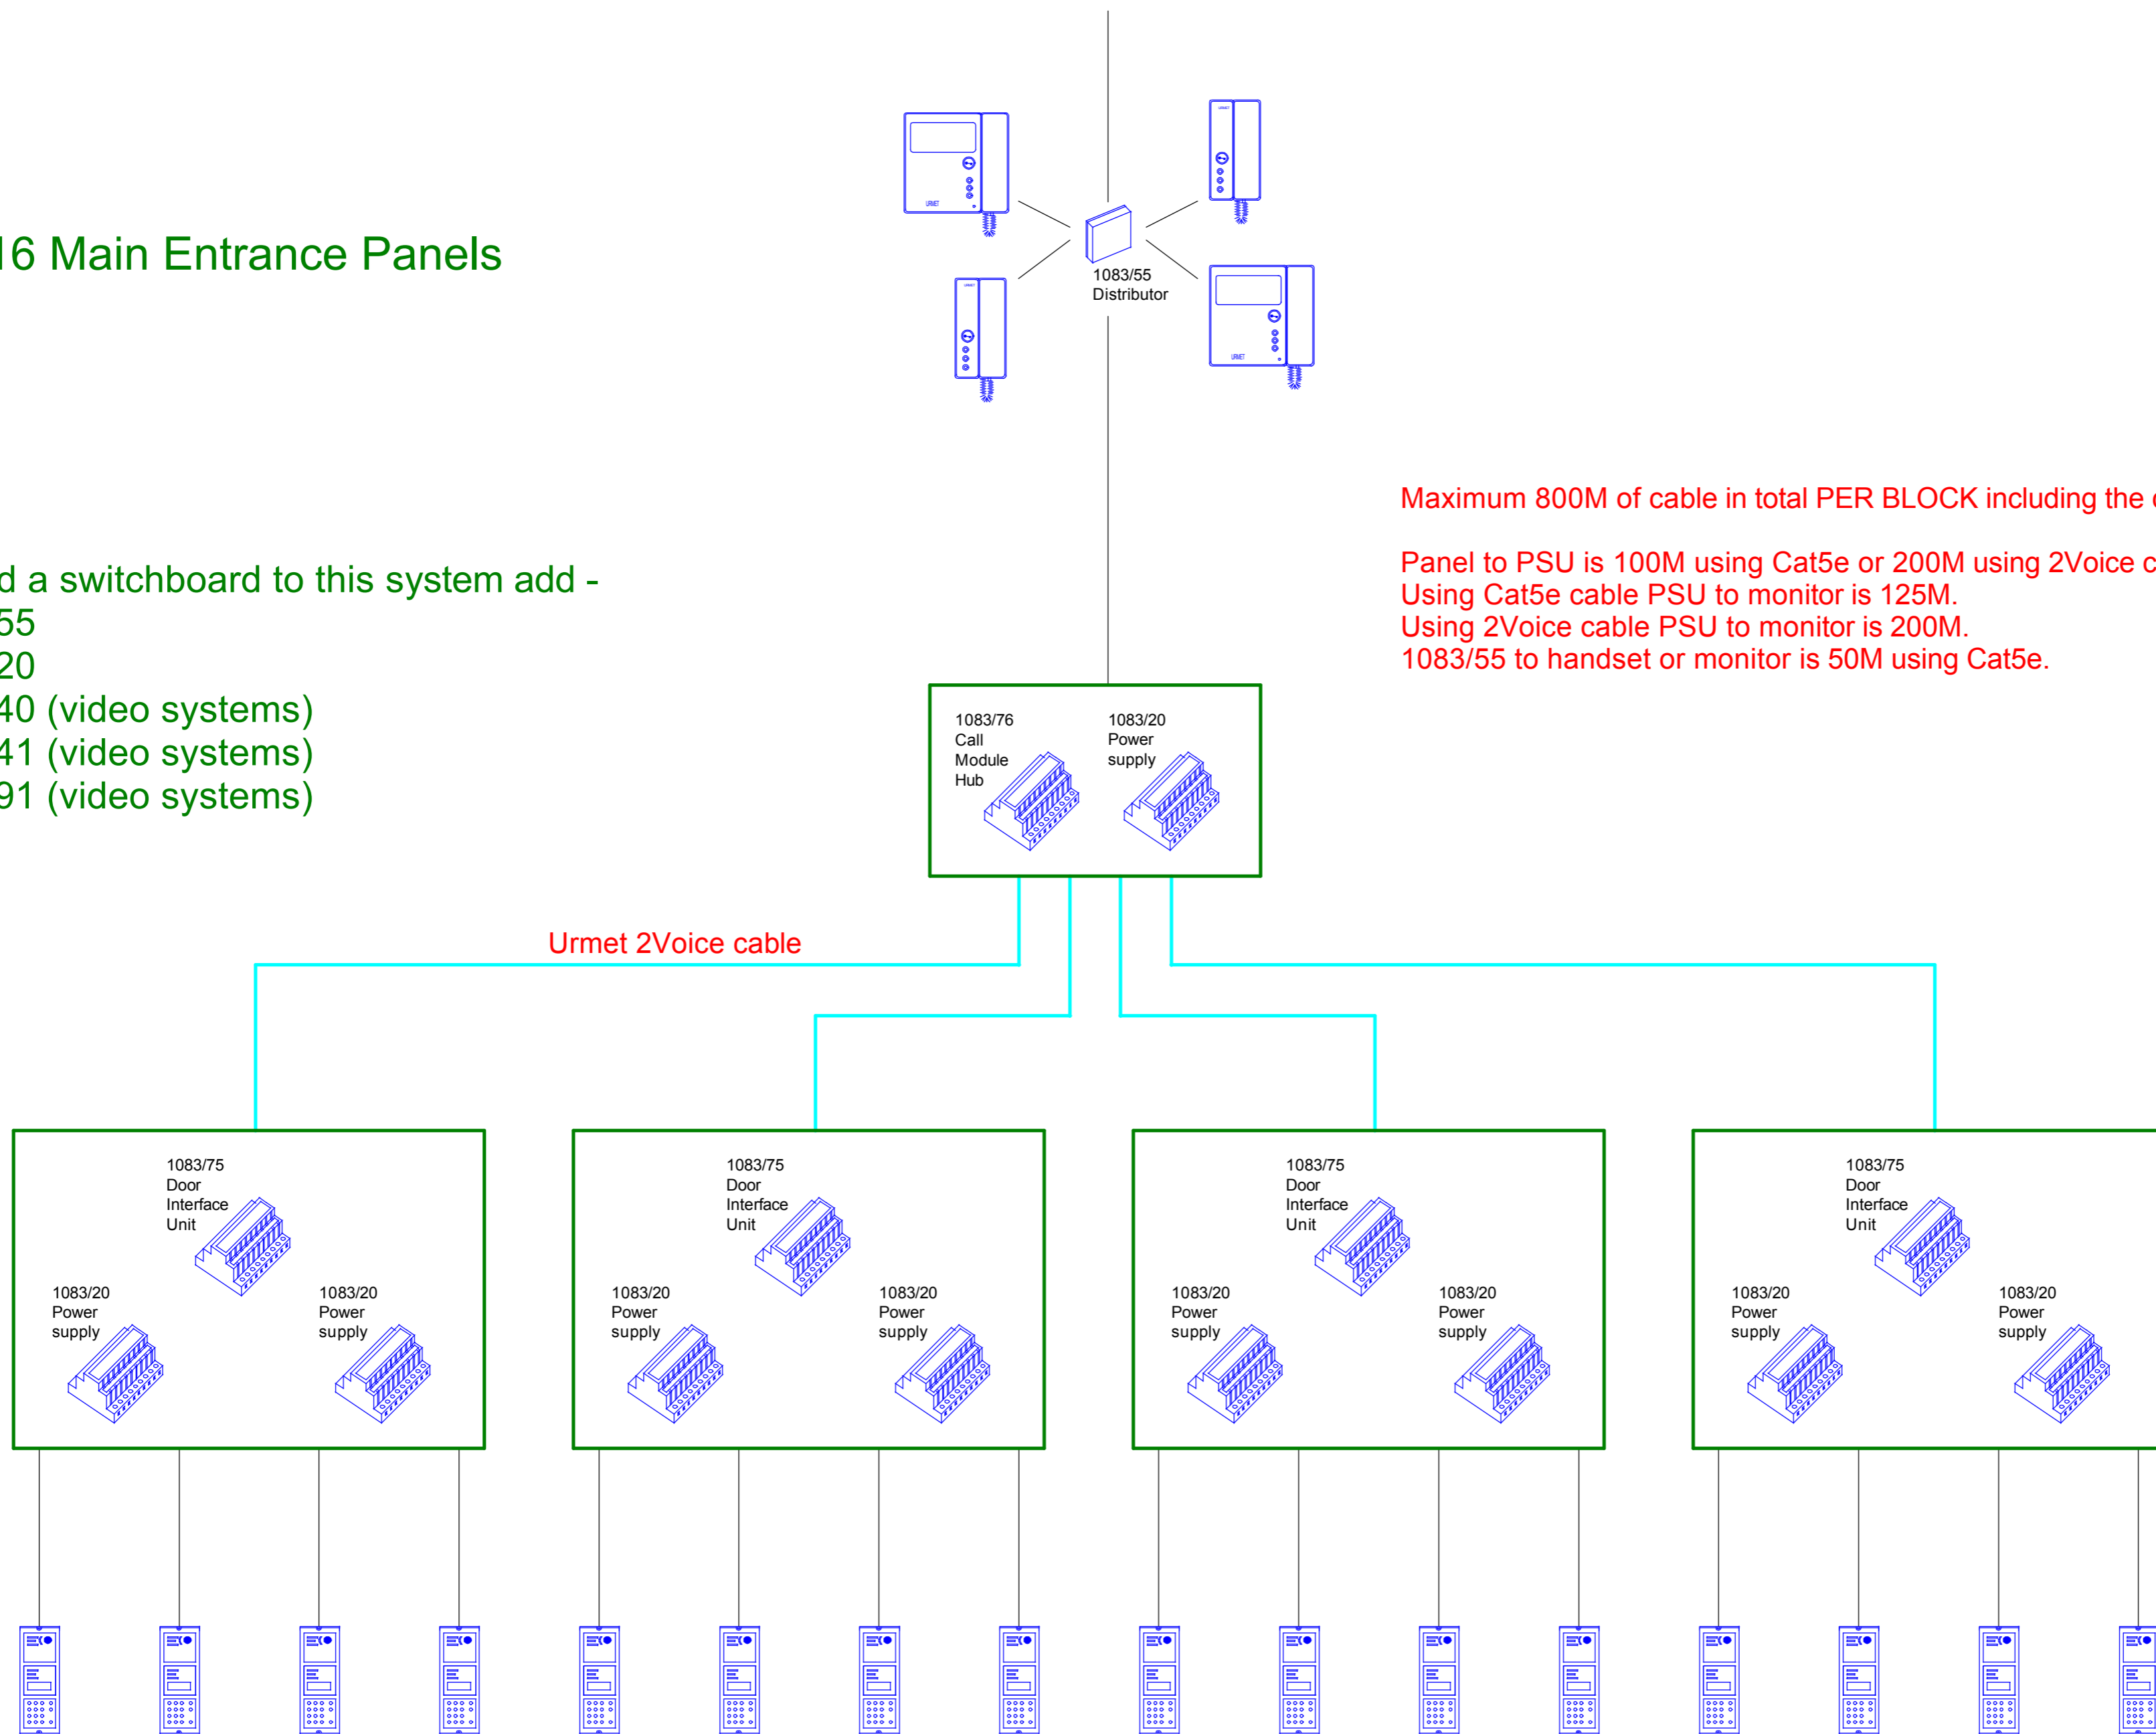 16 Main Entrance Panels
URMET
URMET
1083/55
Distributor
URMET
URMET
Maximum 800M of cable in total PER BLOCK including the
Panel to PSU is 100M using Cat5e or 200M using 2Voice
Using Cat5e cable PSU to monitor is 125M.
Using 2Voice cable PSU to monitor is 200M.
1083/55 to handset or monitor is 50M using Cat5e.
a switchboard to this system add -
55
20
40 (video systems)
41 (video systems)
91 (video systems)
1083/76
Call
Module
Hub
1083/20
Power
supply
Urmet 2Voice cable
1083/75
Door
Interface
Unit
1083/20
Power
supply
1083/20
Power
supply
1083/75
Door
Interface
Unit
1083/20
Power
supply
1083/20
Power
supply
1083/75
Door
Interface
Unit
1083/20
Power
supply
1083/20
Power
supply
1083/75
Door
Interface
Unit
1083/20
Power
supply
1083/20
Power
supply